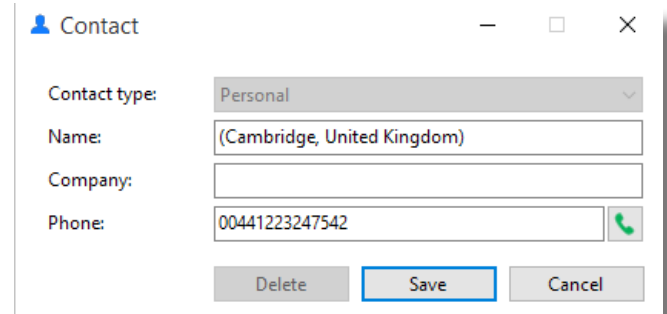 Contact
Contact type: Personal
Name: (Cambridge, United Kingdom)
Company:
Phone: 00441223247542
Delete Save Cancel